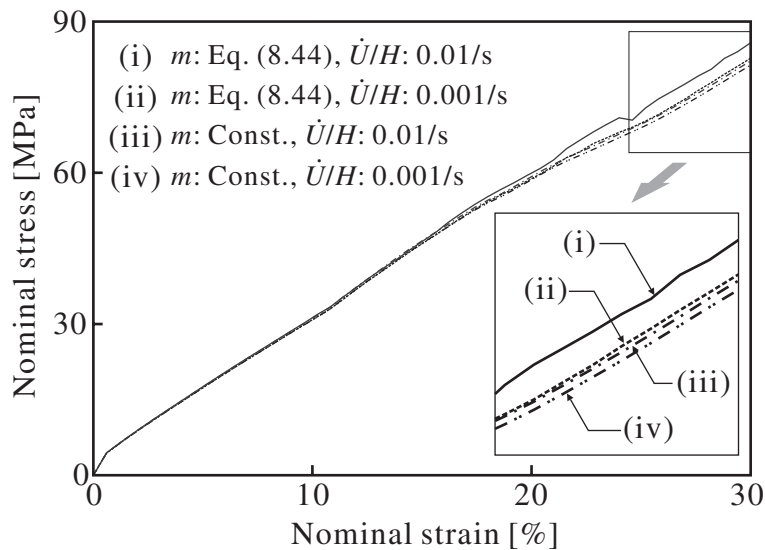 90
60
30
0
Nominal stress [MPa]
(i) m: Eq. (8.44), U̇/H: 0.01/s
(ii) m: Eq. (8.44), U̇/H: 0.001/s
(iii) m: Const., U̇/H: 0.01/s
(iv) m: Const., U̇/H: 0.001/s
(i)
(ii)
(iii)
(iv)
0 10 20 30
Nominal strain [%]